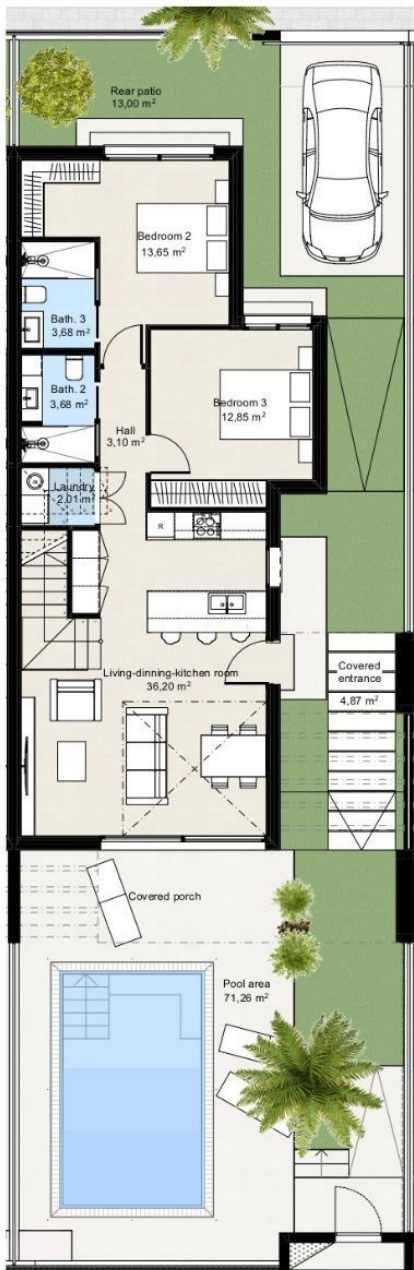 Rear patio
13,00 m²
Bedroom 2
13,65 m²
Bath. 3
3,68 m²
Bath. 2
3,68 m²
Bedroom 3
12,85 m²
Hall
3,10 m²
Laundry
2,01 m²
R
Living-dinning-kitchen room
36,20 m²
Covered
entrance
4,87 m²
Covered porch
Pool area
71,26 m²